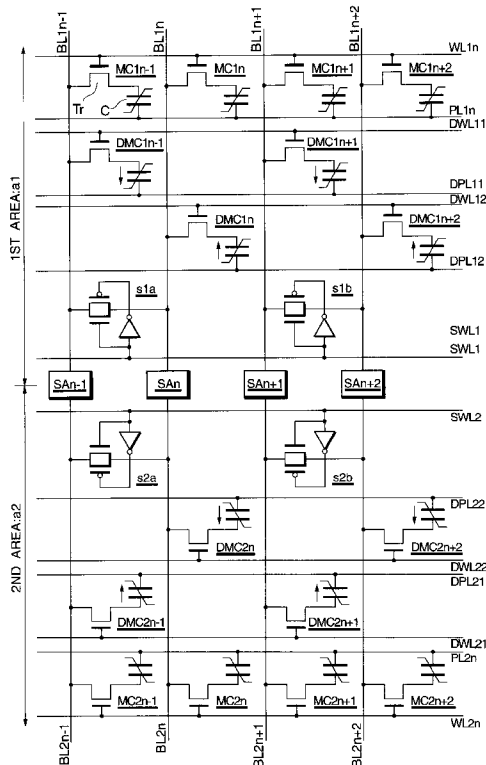 BL1n-1 BL1n BL1n+1 BL1n+2
WL1n
MC1n-1 MC1n MC1n+1 MC1n+2
Tr C
PL1n
DWL11
DMC1n-1 DMC1n+1
DPL11
DWL12
DMC1n DMC1n+2
DPL12
1ST AREA:a1
s1a s1b
SWL1
SWL1
SAn-1 SAn SAn+1 SAn+2
SWL2
s2a s2b
DPL22
DMC2n DMC2n+2
DWL22
DPL21
2ND AREA:a2
DMC2n-1 DMC2n+1
DWL21
PL2n
MC2n-1 MC2n MC2n+1 MC2n+2
WL2n
BL2n-1 BL2n BL2n+1 BL2n+2